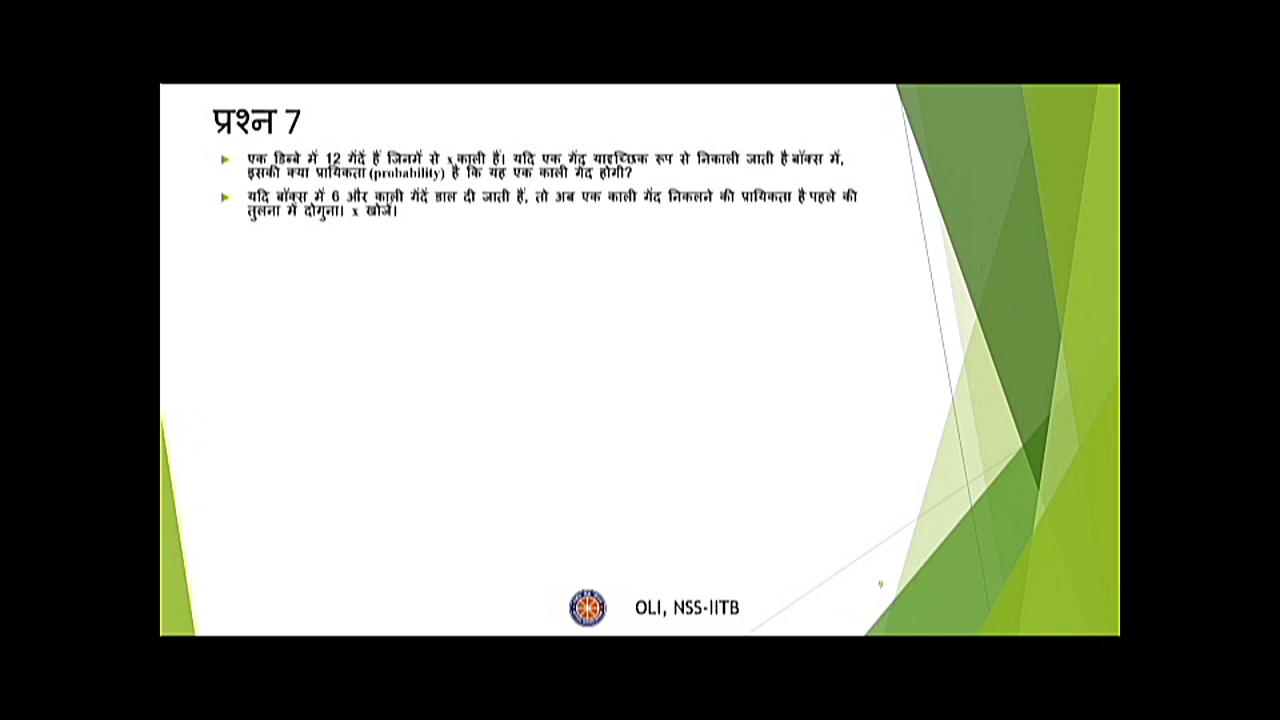 प्रश्न 7
एक डिब्बे में 12 गेंदें हैं जिनमें से x काली हैं। यदि एक गेंद यादृच्छिक रूप से निकाली जाती है बॉक्स में,
इसकी क्या प्रायिकता (probability) है कि यह एक काली गेंद होगी?
यदि बॉक्स में 6 और काली गेंदें डाल दी जाती हैं, तो अब एक काली गेंद निकलने की प्रायिकता है पहले की
तुलना में दोगुना। x खोजें।
9
OLI, NSS-IITB